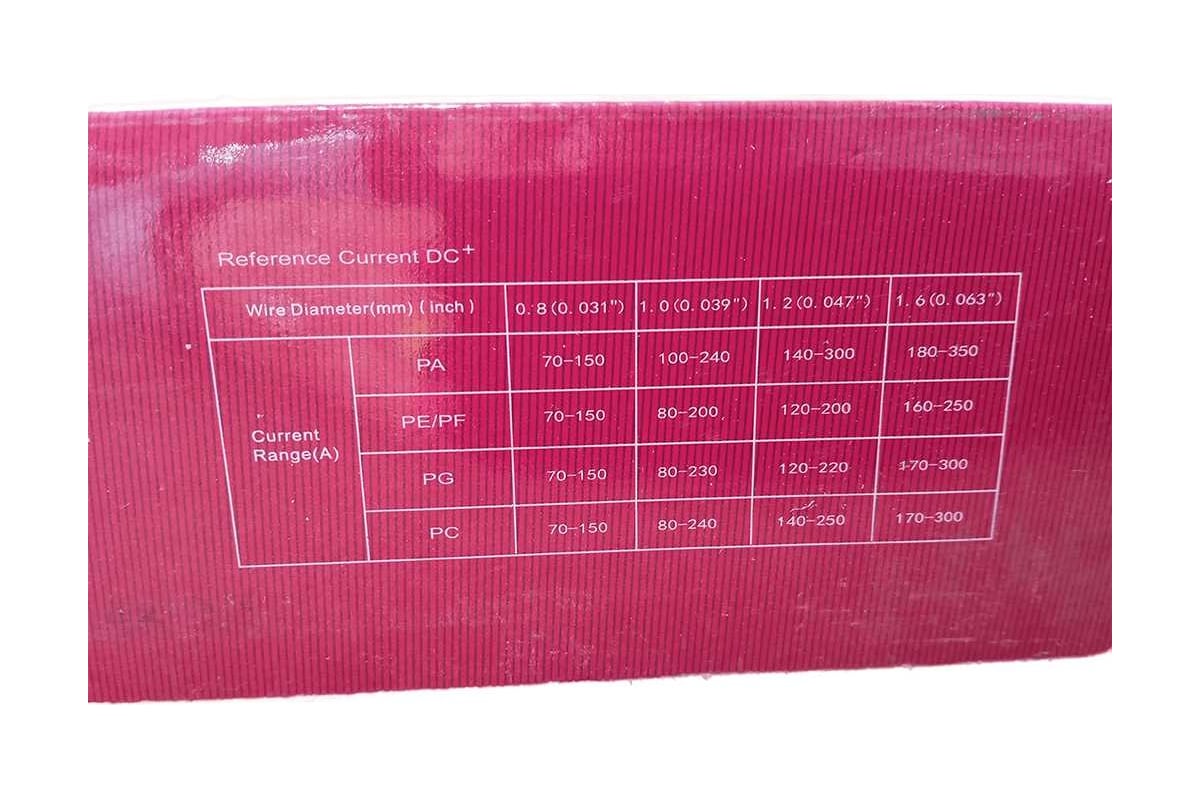 Reference Current DC+
Wire Diameter(mm) (inch) 0.8(0.031") 1.0(0.039") 1.2(0.047") 1.6(0.063")
Current Range(A)
PA 70-150 100-240 140-300 180-350
PE/PF 70-150 80-200 120-200 160-250
PG 70-150 80-230 120-220 170-300
PC 70-150 80-240 140-250 170-300